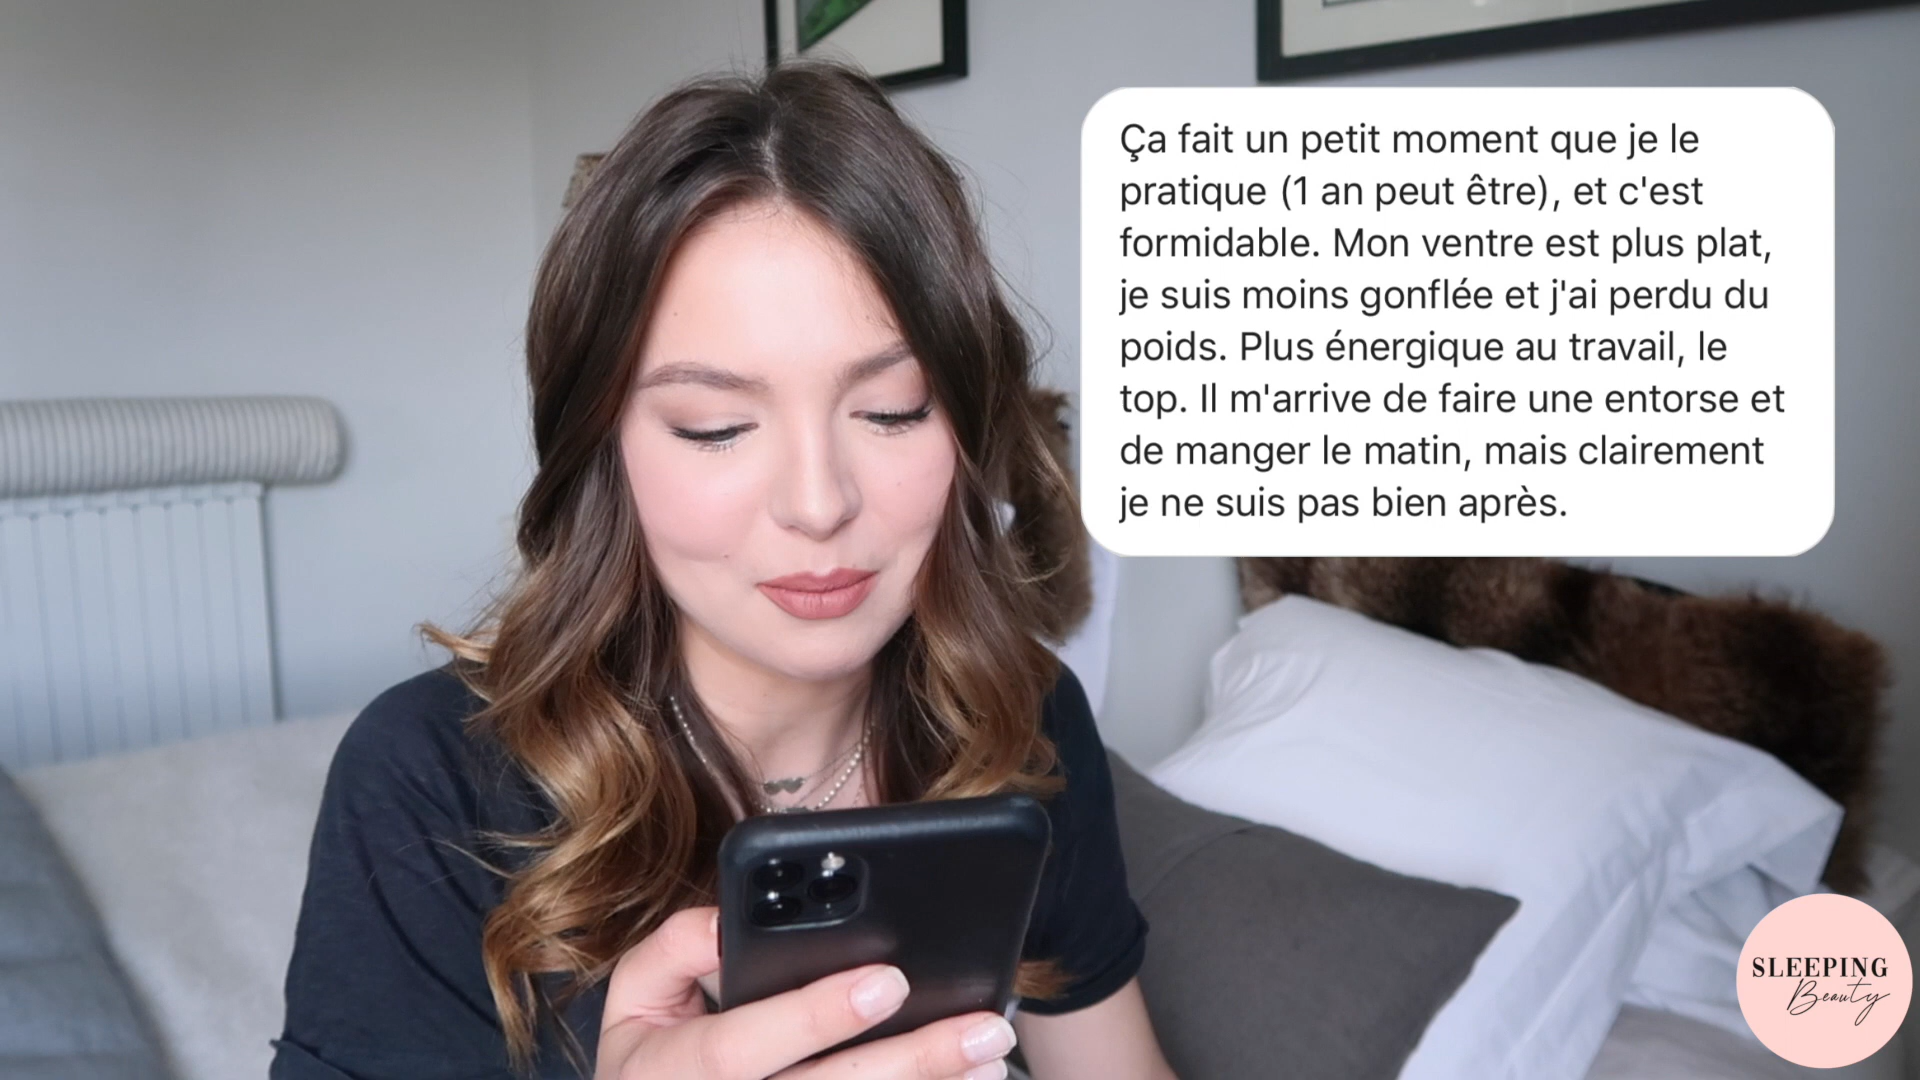 Ça fait un petit moment que je le
pratique (1 an peut être), et c'est
formidable. Mon ventre est plus plat,
je suis moins gonflée et j'ai perdu du
poids. Plus énergique au travail, le
top. Il m'arrive de faire une entorse et
de manger le matin, mais clairement
je ne suis pas bien après.
SLEEPING
Beauty